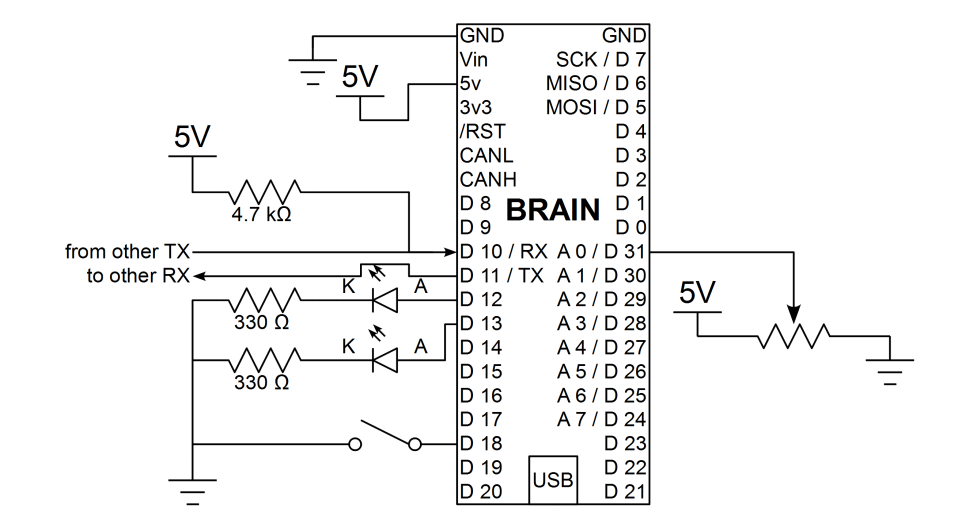 GND GND
Vin SCK / D 7
5V 5v MISO / D 6
3v3 MOSI / D 5
5V /RST D 4
CANL D 3
CANH D 2
4.7 kΩ D 8 BRAIN D 1
D 9 D 0
from other TX D 10 / RX A 0 / D 31
to other RX D 11 / TX A 1 / D 30
K A D 12 A 2 / D 29 5V
330 Ω D 13 A 3 / D 28
K A D 14 A 4 / D 27
D 15 A 5 / D 26
330 Ω D 16 A 6 / D 25
D 17 A 7 / D 24
D 18 D 23
D 19 USB D 22
D 20 D 21